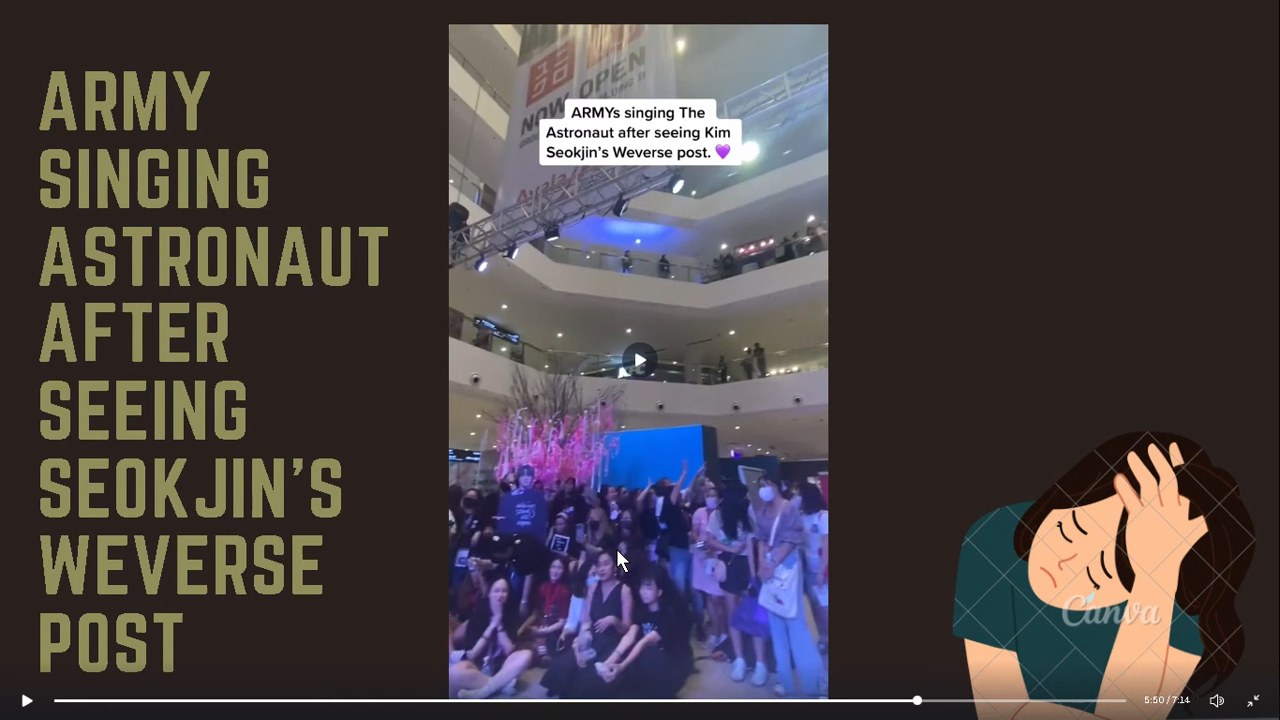 ARMY
SINGING
ASTRONAUT
AFTER
SEEING
SEOKJIN'S
WEVERSE
POST
NOW OPEN
ARMYs singing The
Astronaut after seeing Kim
Seokjin's Weverse post. 💜
Canva
5:50 / 7:14